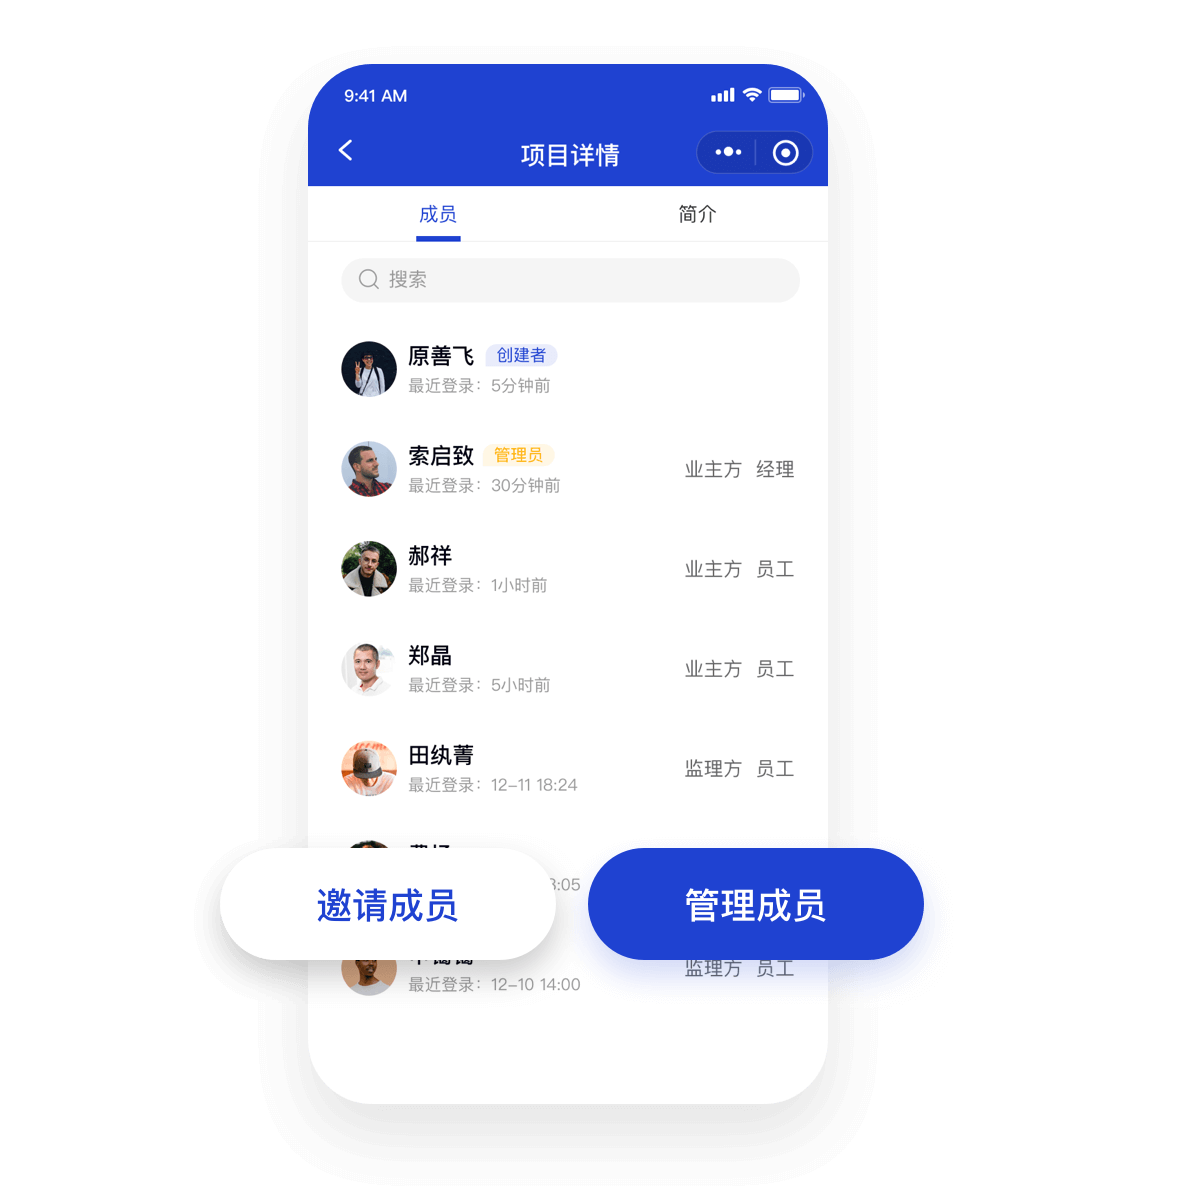 9:41 AM
项目详情
成员 简介
搜索
原善飞 创建者
最近登录：5分钟前
索启致 管理员
最近登录：30分钟前
业主方 经理
郝祥
最近登录：1小时前
业主方 员工
郑晶
最近登录：5小时前
业主方 员工
田纨菁
最近登录：12-11 18:24
监理方 员工
:05
邀请成员 管理成员
监理方 员工
最近登录：12-10 14:00